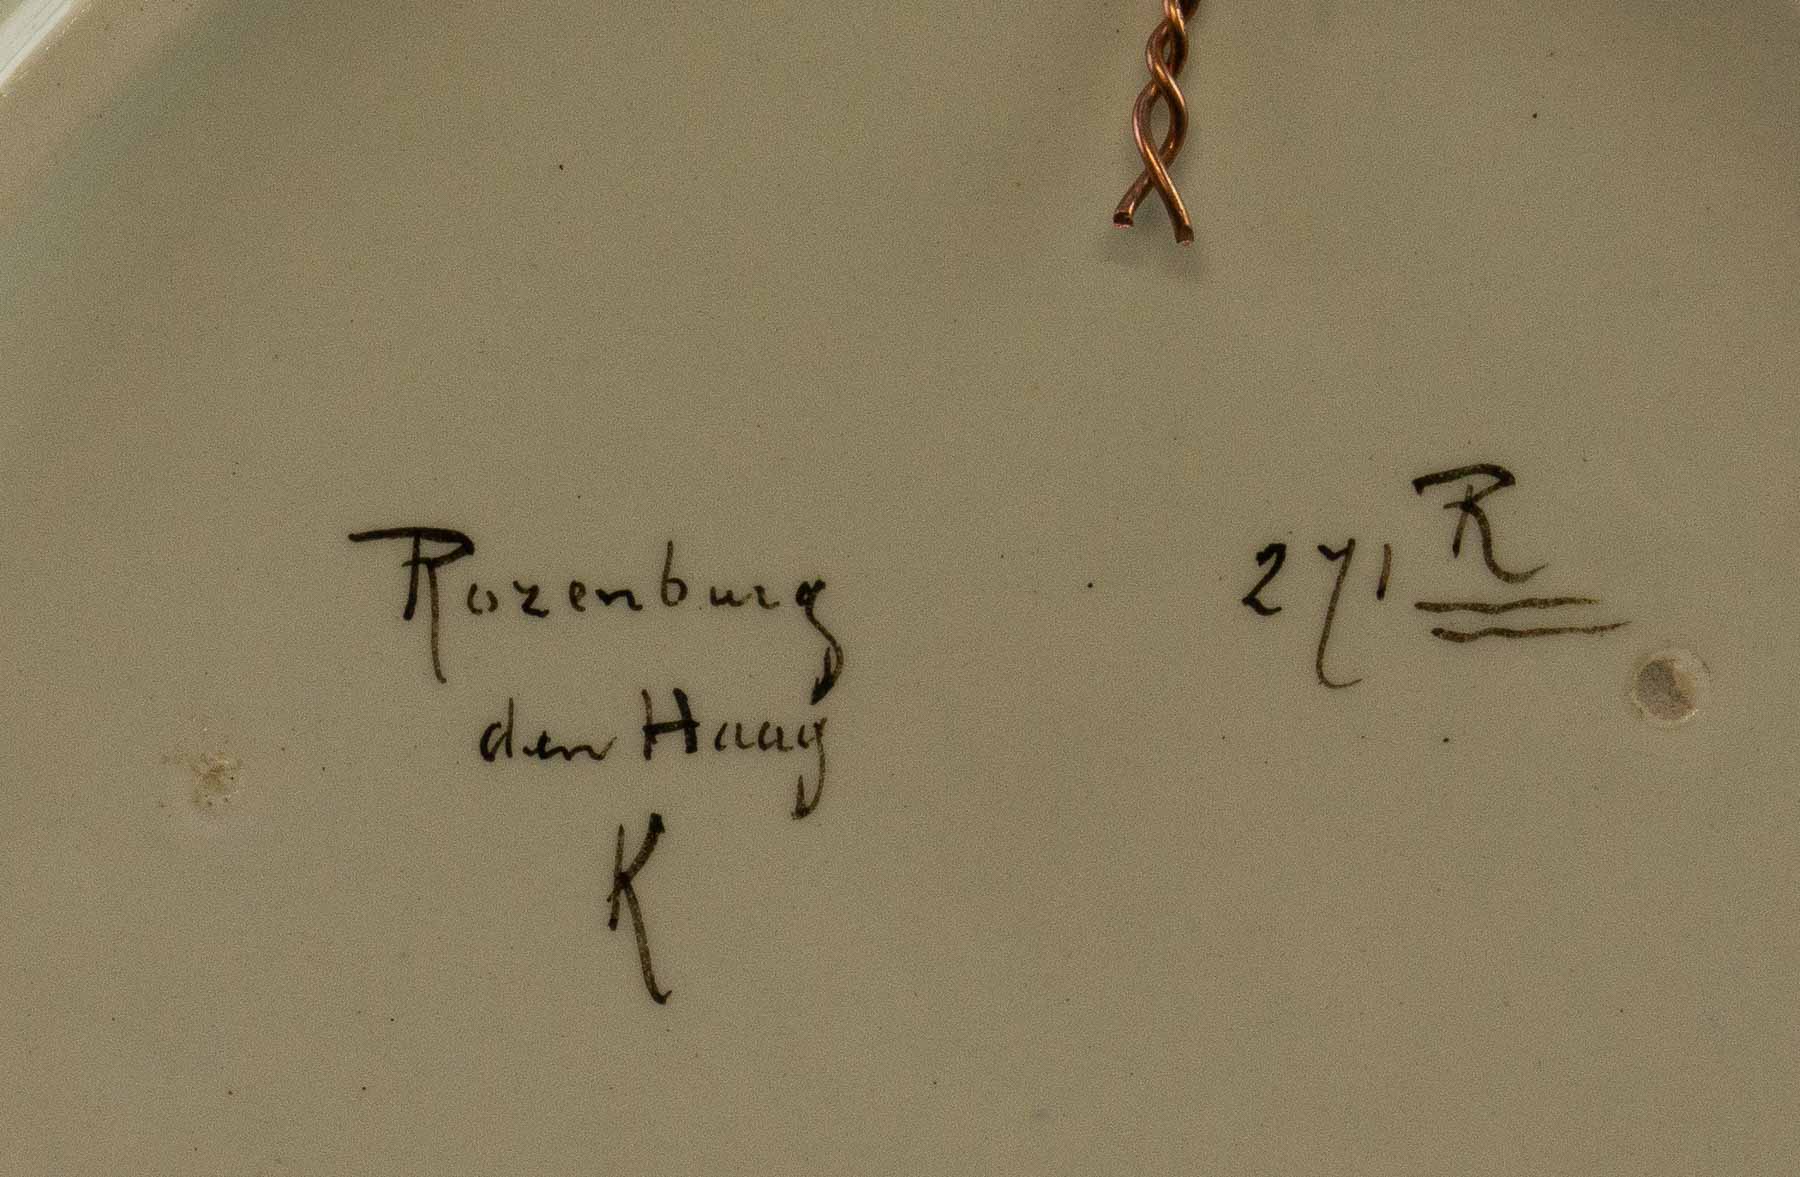 Rozenburg
den Haag
K
271 R